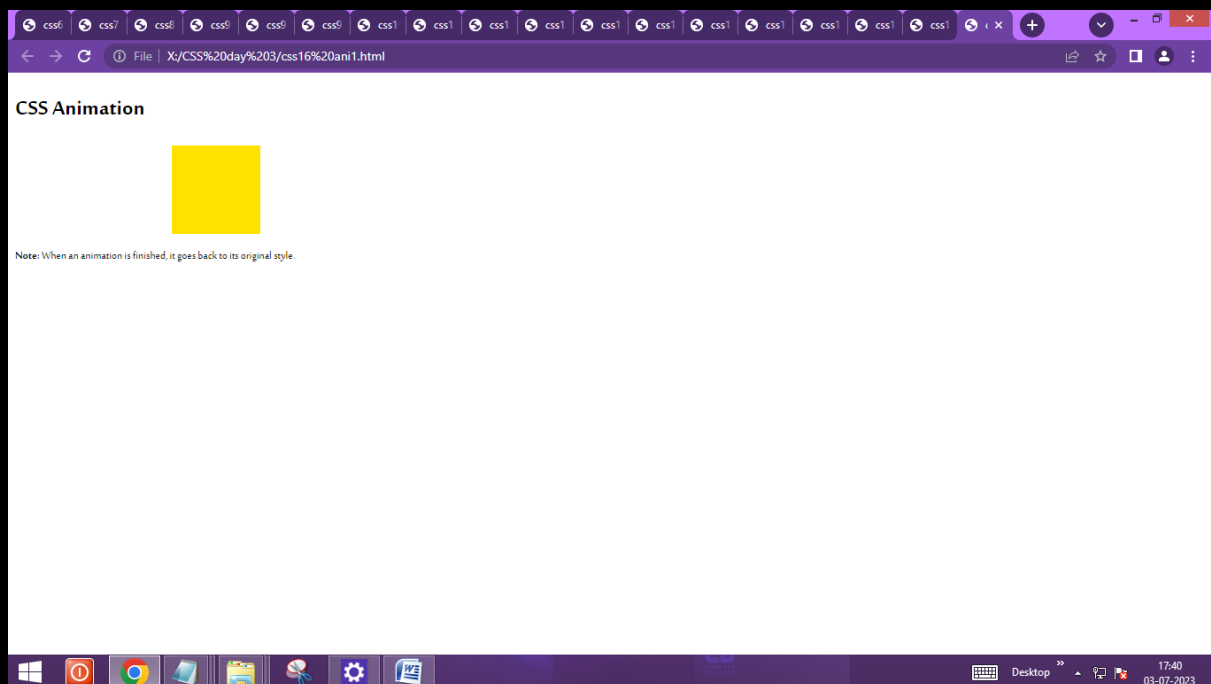 css6 css7 css8 css9 css9 css9 css1 css1 css1 css1 css1 css1 css1 css1 css1 css1 css1
File X:/CSS%20day%203/css16%20ani1.html
CSS Animation
Note: When an animation is finished, it goes back to its original style.
Desktop 17:40
03-07-2023